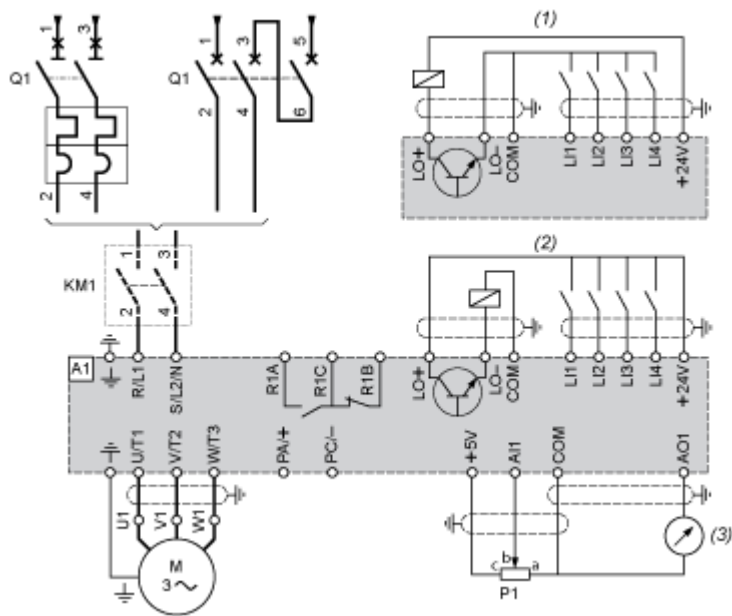 1 3 1 3 5 (1)
Q1 Q1
2 4 6
2 4
LO+ LO- COM LI1 LI2 LI3 LI4 +24V
1 3 (2)
KM1
2 4
A1 R/L1 S/L2/N R1A R1C R1B LO+ LO- COM LI1 LI2 LI3 LI4 +24V
U/T1 V/T2 W/T3 PA/+ PC/– +5V AI1 COM AO1
U1 V1 W1 (3)
M
3~
c b a
P1